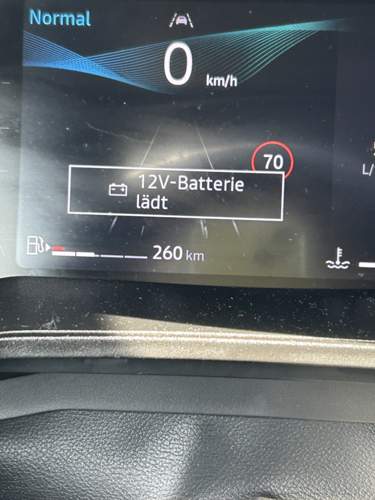 Normal
0 km/h
70
12V-Batterie
lädt
L/
260 km